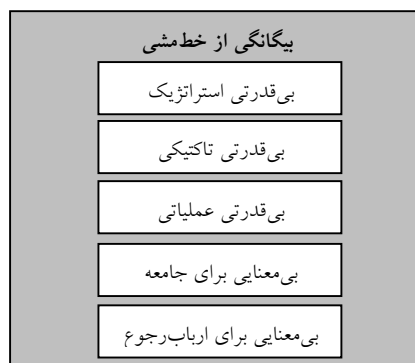 بیگانگی از خط‌مشی
بی‌قدرتی استراتژیک
بی‌قدرتی تاکتیکی
بی‌قدرتی عملیاتی
بی‌معنایی برای جامعه
بی‌معنایی برای ارباب‌رجوع